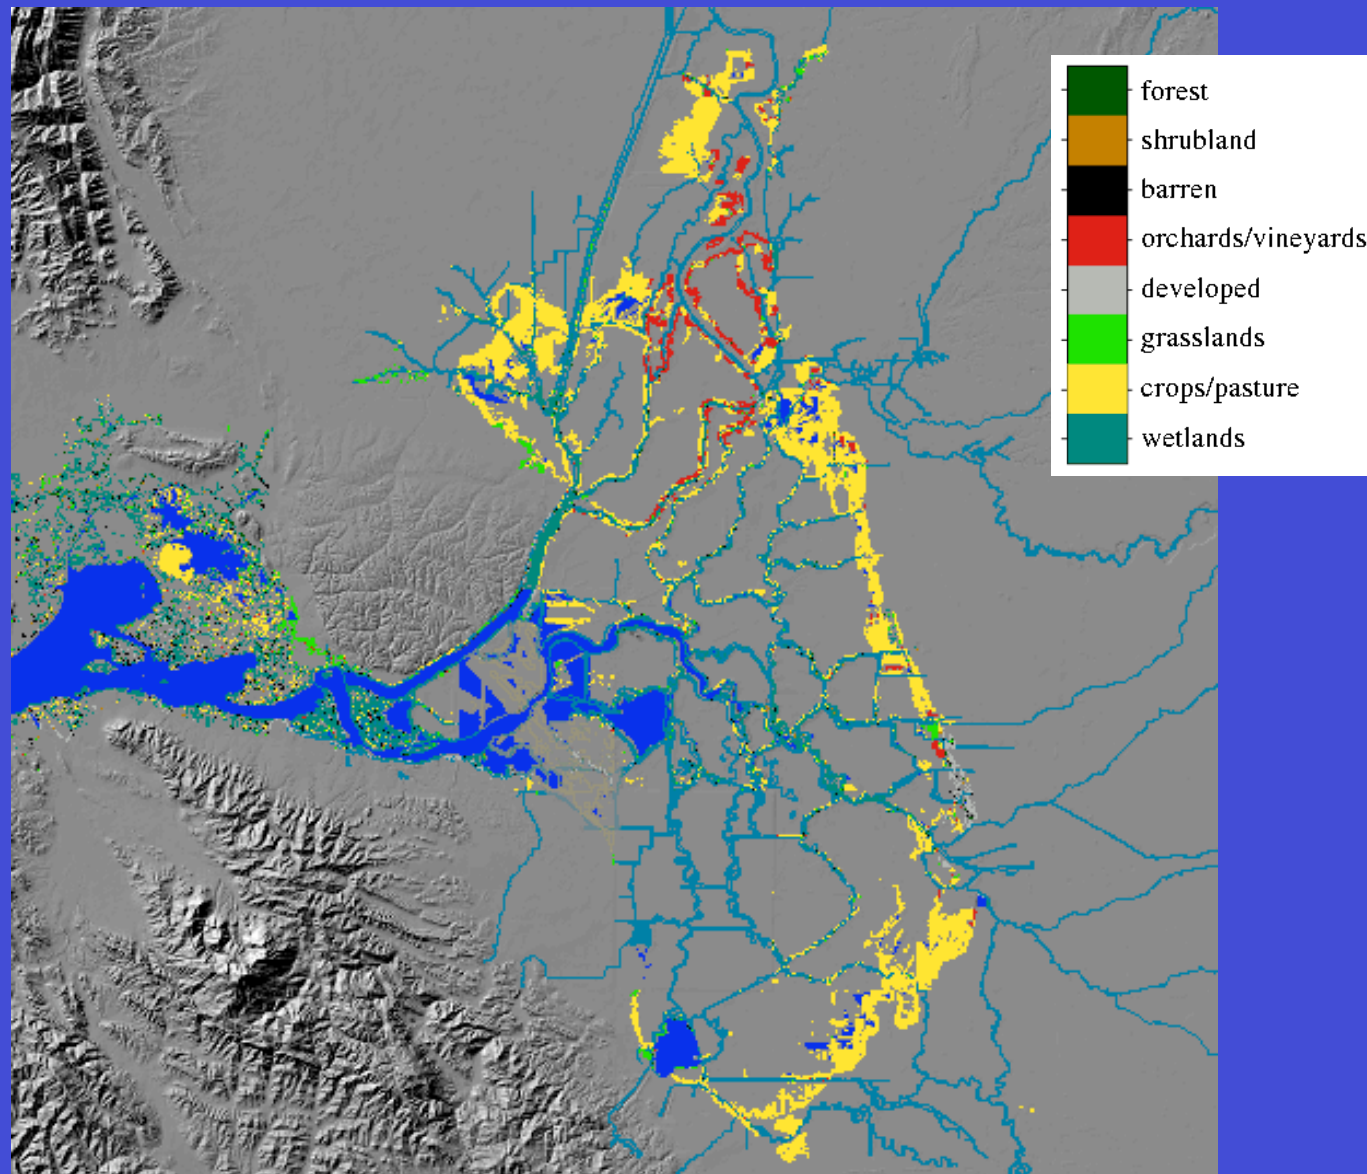 forest
shrubland
barren
orchards/vineyards
developed
grasslands
crops/pasture
wetlands